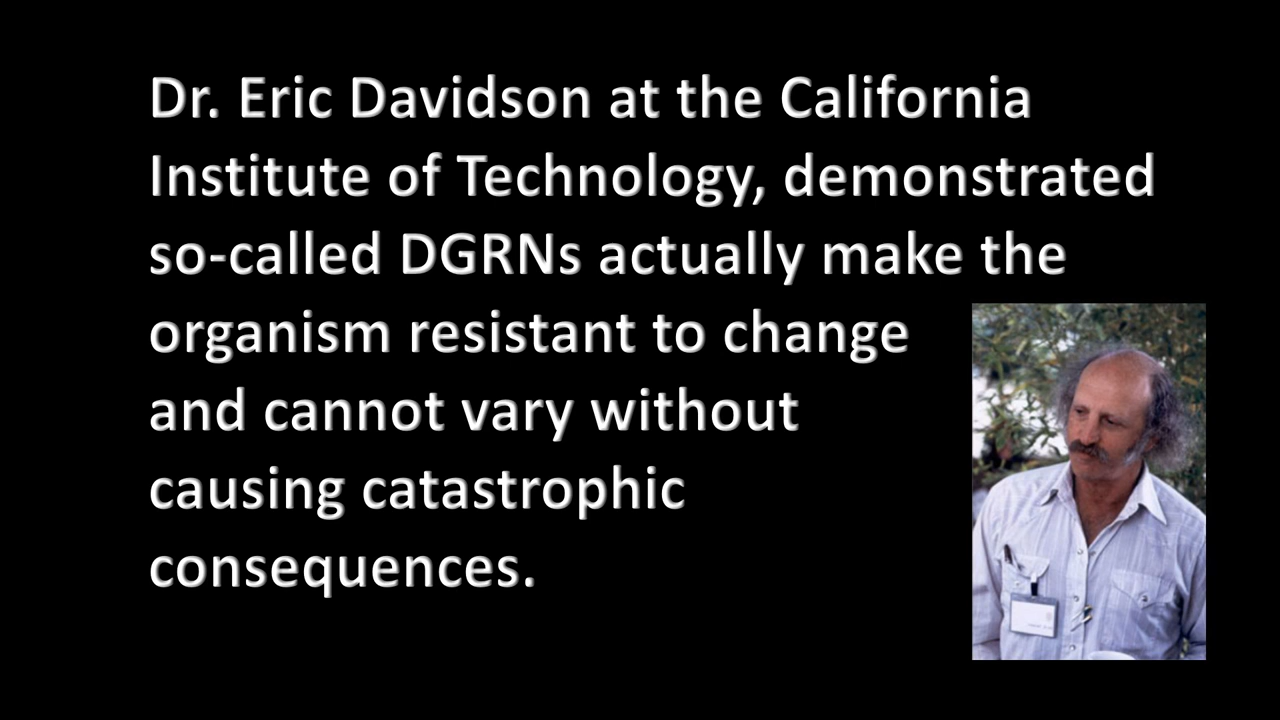 Dr. Eric Davidson at the California
Institute of Technology, demonstrated
so-called DGRNs actually make the
organism resistant to change
and cannot vary without
causing catastrophic
consequences.